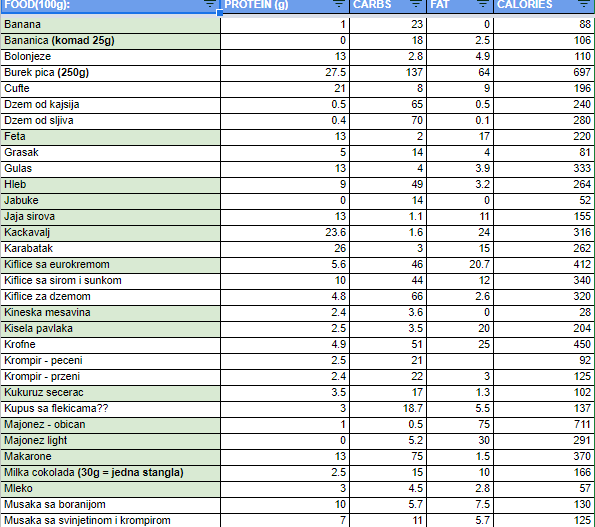 FOOD(100g): PROTEIN (g) CARBS FAT CALORIES
Banana 1 23 0 88
Bananica (komad 25g) 0 18 2.5 106
Bolonjeze 13 2.8 4.9 110
Burek pica (250g) 27.5 137 64 697
Cufte 21 8 9 196
Dzem od kajsija 0.5 65 0.5 240
Dzem od sljiva 0.4 70 0.1 280
Feta 13 2 17 220
Grasak 5 14 4 81
Gulas 13 4 3.9 333
Hleb 9 49 3.2 264
Jabuke 0 14 0 52
Jaja sirova 13 1.1 11 155
Kackavalj 23.6 1.6 24 316
Karabatak 26 3 15 262
Kiflice sa eurokremom 5.6 46 20.7 412
Kiflice sa sirom i sunkom 10 44 12 340
Kiflice za dzemom 4.8 66 2.6 320
Kineska mesavina 2.4 3.6 0 28
Kisela pavlaka 2.5 3.5 20 204
Krofne 4.9 51 25 450
Krompir - peceni 2.5 21 92
Krompir - przeni 2.4 22 3 125
Kukuruz secerac 3.5 17 1.3 102
Kupus sa flekicama?? 3 18.7 5.5 137
Majonez - obican 1 0.5 75 711
Majonez light 0 5.2 30 291
Makarone 13 75 1.5 370
Milka cokolada (30g = jedna stangla) 2.5 15 10 166
Mleko 3 4.5 2.8 57
Musaka sa boranijom 10 5.7 7.5 130
Musaka sa svinjetinom i krompirom 7 11 5.7 125